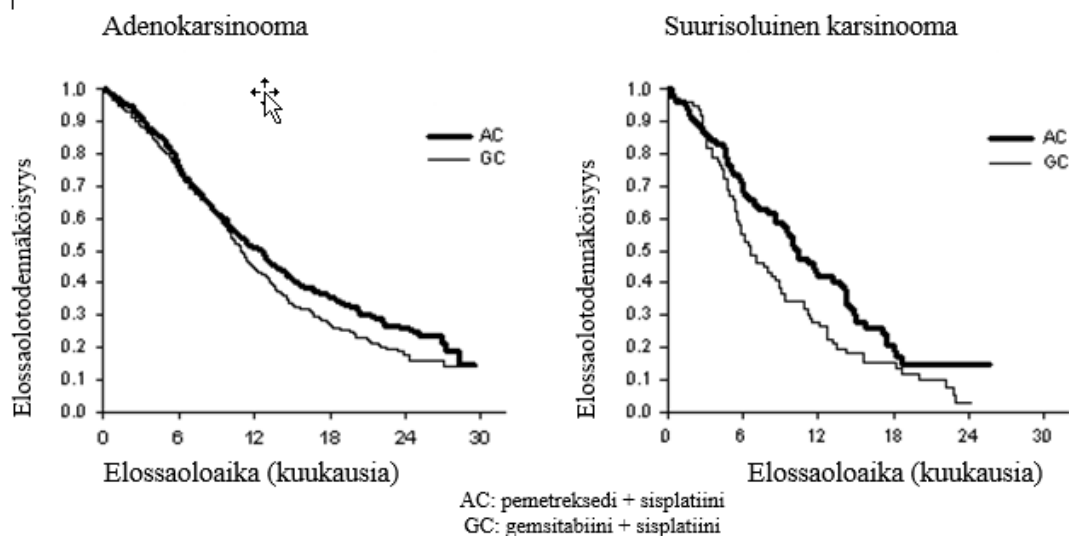 Adenokarsinooma
Suurisoluinen karsinooma
Elossaolotodennäköisyys
1.0
0.9
0.8
0.7
0.6
0.5
0.4
0.3
0.2
0.1
0.0
AC
GC
0 6 12 18 24 30
Elossaoloaika (kuukausia)
Elossaolotodennäköisyys
1.0
0.9
0.8
0.7
0.6
0.5
0.4
0.3
0.2
0.1
0.0
AC
GC
0 6 12 18 24 30
Elossaoloaika (kuukausia)
AC: pemetreksedi + sisplatiini
GC: gemsitabiini + sisplatiini